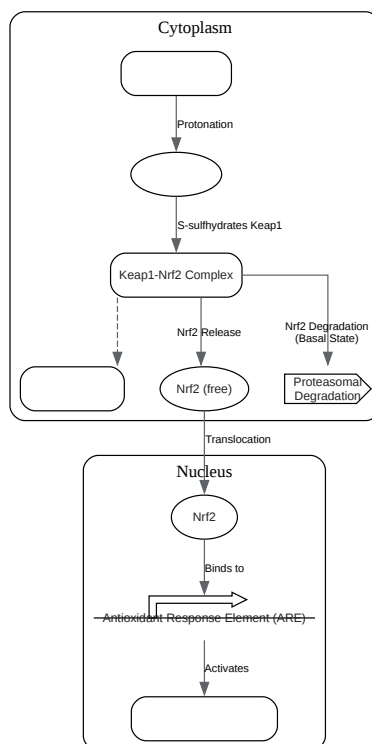 Cytoplasm
Protonation
S-sulfhydrates Keap1
Keap1-Nrf2 Complex
Nrf2 Release
Nrf2 Degradation
(Basal State)
Nrf2 (free)
Proteasomal
Degradation
Translocation
Nucleus
Nrf2
Binds to
Antioxidant Response Element (ARE)
Activates